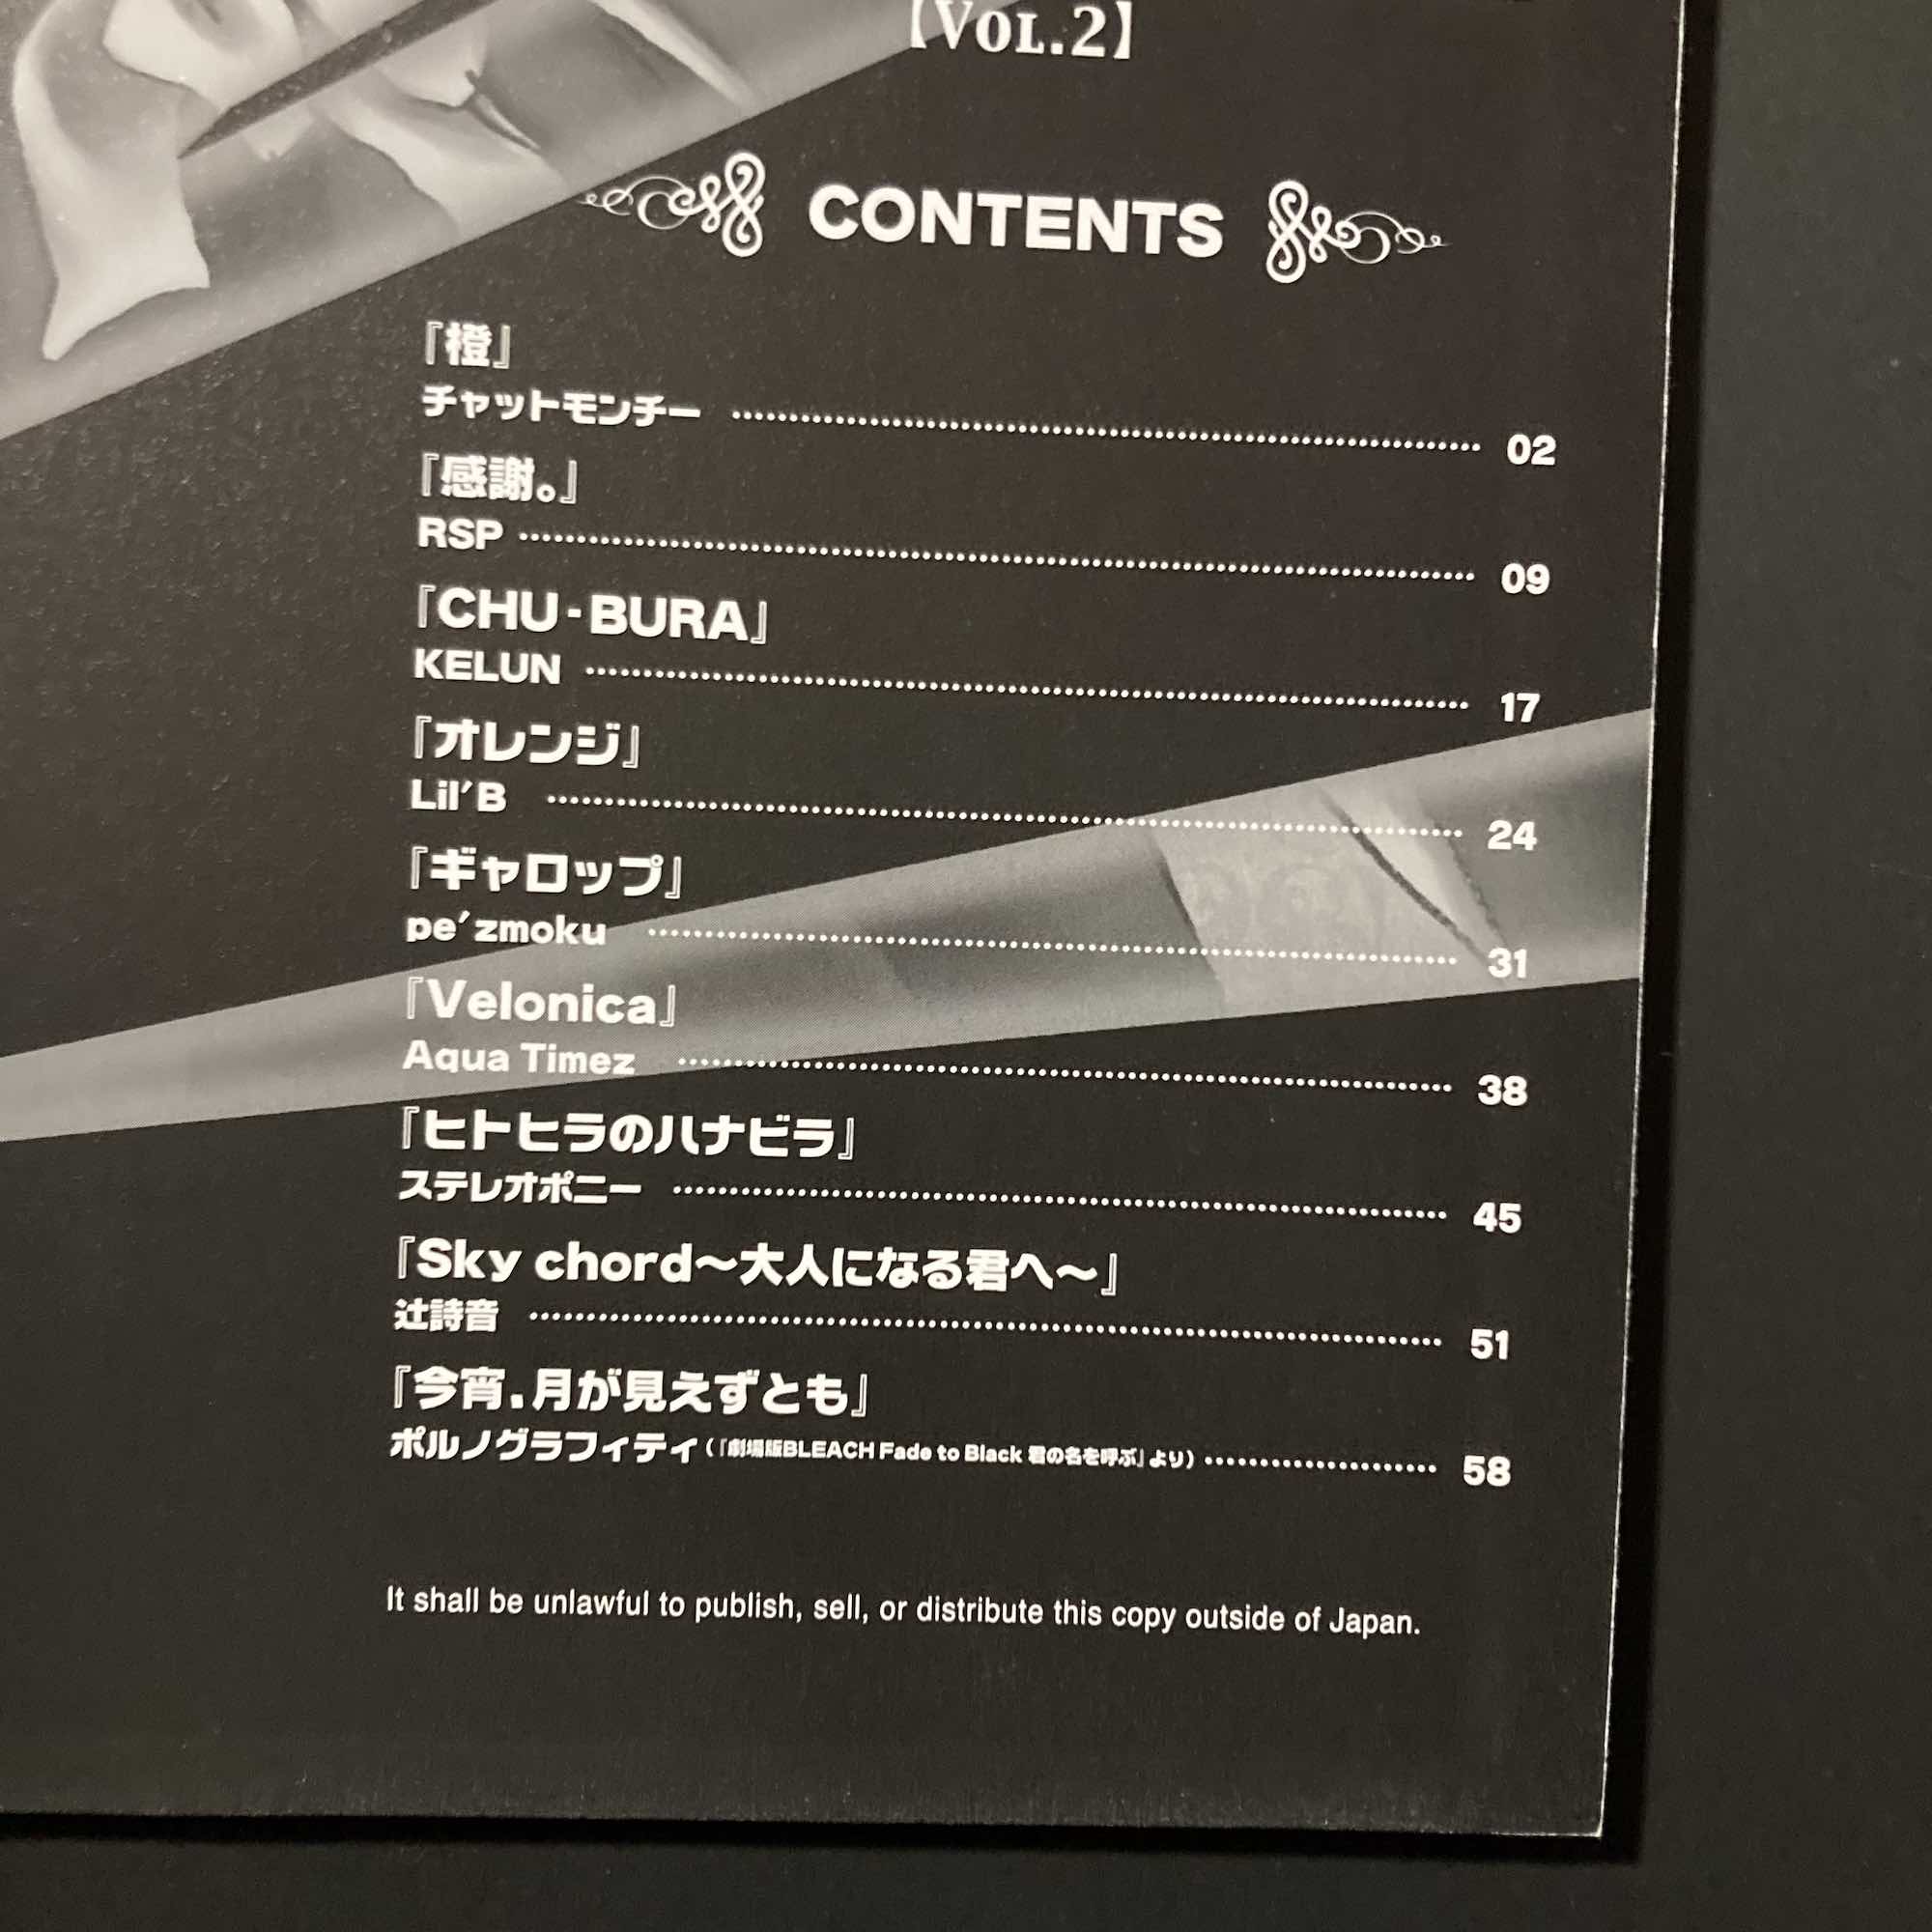 【VOL.2】
CONTENTS
『橙』
チャットモンチー 02
『感謝。』
RSP 09
『CHU-BURA』
KELUN 17
『オレンジ』
Lil'B 24
『ギャロップ』
pe'zmoku 31
『Velonica』
Aqua Timez 38
『ヒトヒラのハナビラ』
ステレオポニー 45
『Sky chord〜大人になる君へ〜』
辻詩音 51
『今宵、月が見えずとも』
ポルノグラフィティ(『劇場版BLEACH Fade to Black 君の名を呼ぶ』より) 58
It shall be unlawful to publish, sell, or distribute this copy outside of Japan.